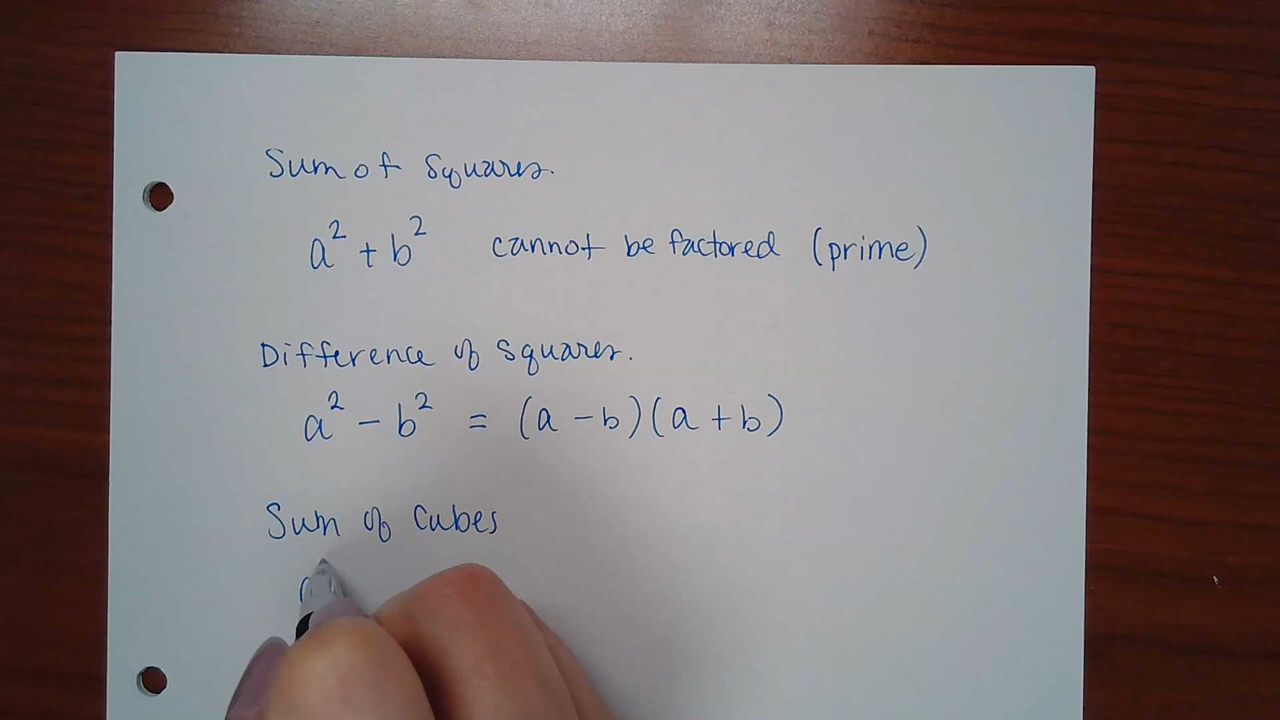 Sum of Squares.
a² + b² cannot be factored (prime)
Difference of Squares.
a² - b² = (a - b)(a + b)
Sum of Cubes